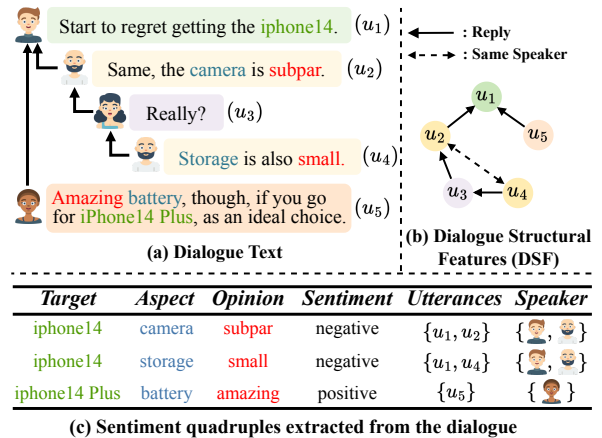 Start to regret getting the iphone14. (u1)
Same, the camera is subpar. (u2)
Really? (u3)
Storage is also small. (u4)
Amazing battery, though, if you go
for iPhone14 Plus, as an ideal choice. (u5)
(a) Dialogue Text
: Reply
: Same Speaker
u1
u2
u5
u3
u4
(b) Dialogue Structural
Features (DSF)
Target Aspect Opinion Sentiment Utterances Speaker
iphone14 camera subpar negative {u1, u2} { , }
iphone14 storage small negative {u1, u4} { , }
iphone14 Plus battery amazing positive {u5} { }
(c) Sentiment quadruples extracted from the dialogue